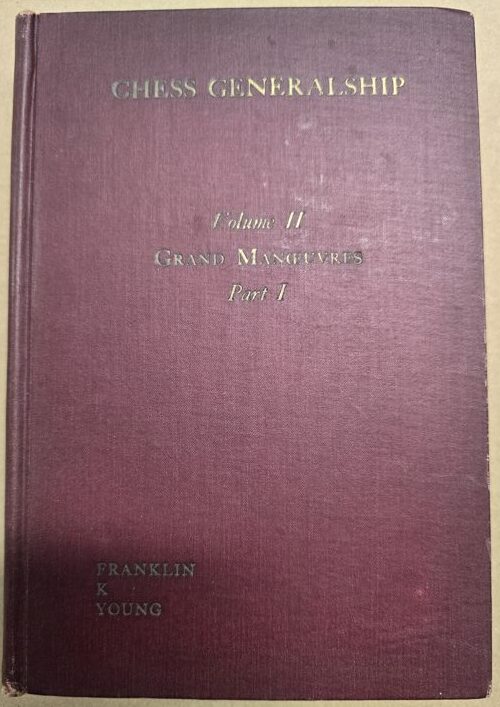 CHESS GENERALSHIP
Volume II
GRAND MANŒUVRES
Part I
FRANKLIN
K
YOUNG